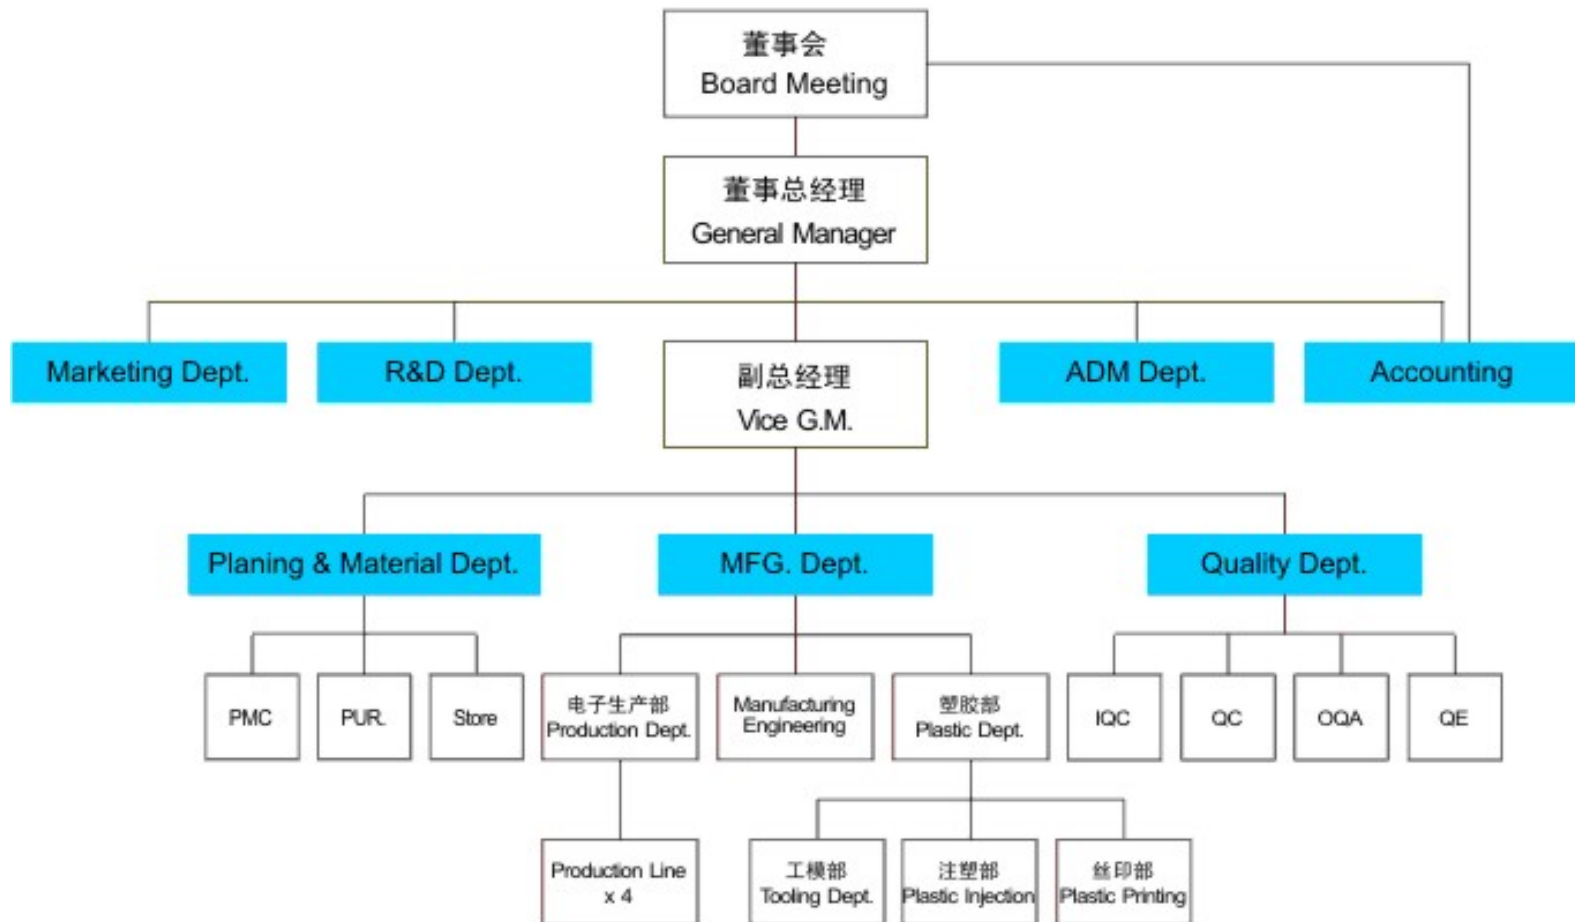 董事会
Board Meeting
董事总经理
General Manager
Marketing Dept.
R&D Dept.
副总经理
Vice G.M.
ADM Dept.
Accounting
Planing & Material Dept.
MFG. Dept.
Quality Dept.
PMC
PUR.
Store
电子生产部
Production Dept.
Manufacturing
Engineering
塑胶部
Plastic Dept.
IQC
QC
OQA
QE
Production Line
x 4
工模部
Tooling Dept.
注塑部
Plastic Injection
丝印部
Plastic Printing